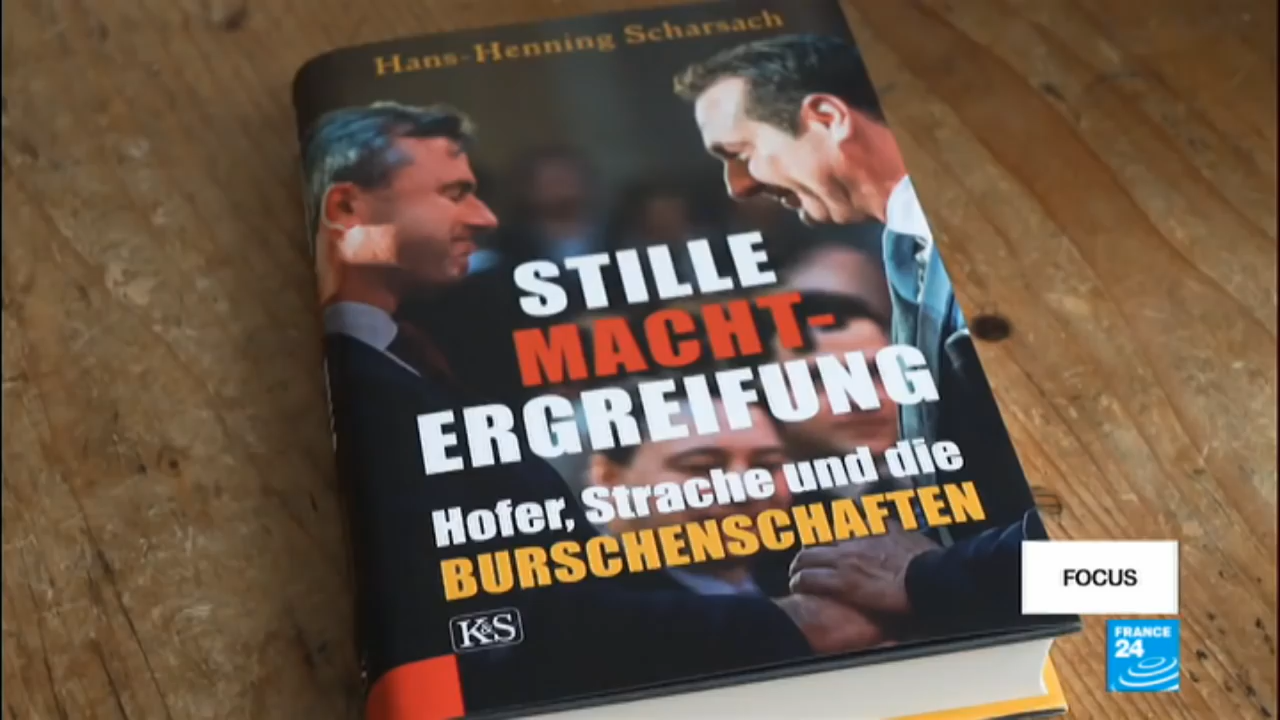 Hans-Henning Scharsach
STILLE
MACHT-
ERGREIFUNG
Hofer, Strache und die
BURSCHENSCHAFTEN
K&S
FOCUS
FRANCE
24